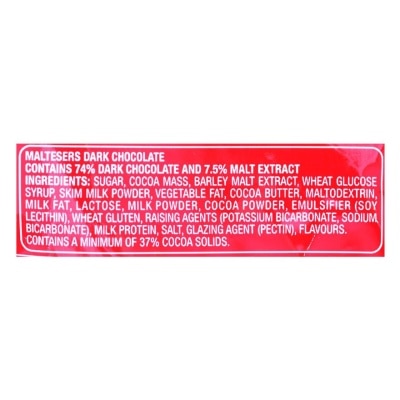 MALTESERS DARK CHOCOLATE
CONTAINS 74% DARK CHOCOLATE AND 7.5% MALT EXTRACT
INGREDIENTS: SUGAR, COCOA MASS, BARLEY MALT EXTRACT, WHEAT GLUCOSE
SYRUP, SKIM MILK POWDER, VEGETABLE FAT, COCOA BUTTER, MALTODEXTRIN,
MILK FAT, LACTOSE, MILK POWDER, COCOA POWDER, EMULSIFIER (SOY
LECITHIN), WHEAT GLUTEN, RAISING AGENTS (POTASSIUM BICARBONATE, SODIUM
BICARBONATE), MILK PROTEIN, SALT, GLAZING AGENT (PECTIN), FLAVOURS.
CONTAINS A MINIMUM OF 37% COCOA SOLIDS.